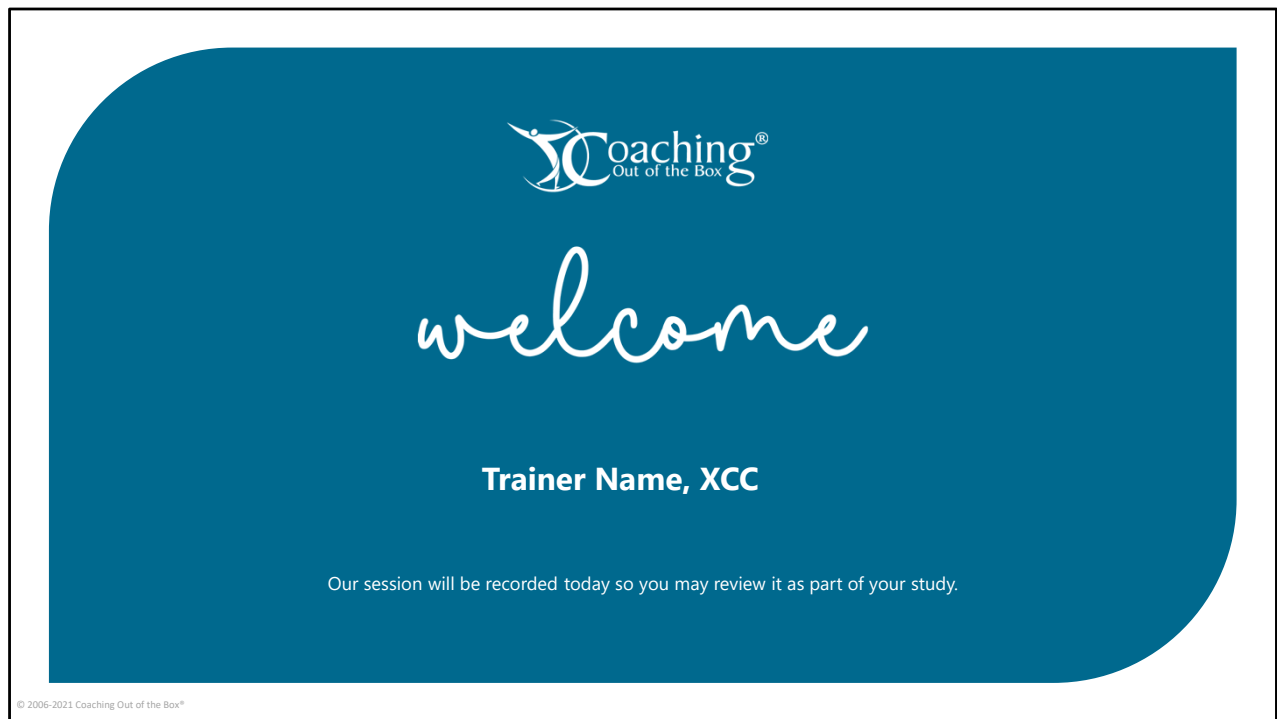 Coaching®
Out of the Box
welcome
Trainer Name, XCC
Our session will be recorded today so you may review it as part of your study.
© 2006-2021 Coaching Out of the Box®